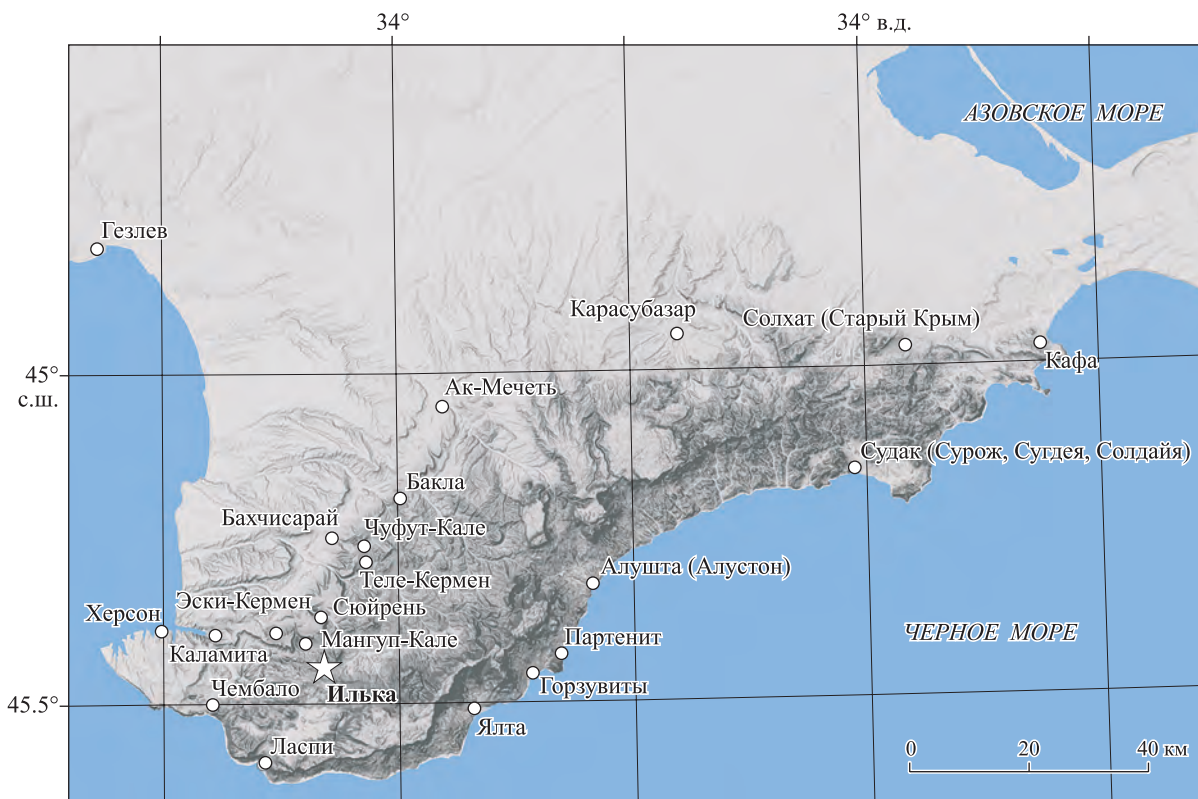 34°
34° в.д.
АЗОВСКОЕ МОРЕ
Гезлев
Карасубазар
Солхат (Старый Крым)
Кафа
45°
с.ш.
Ак-Мечеть
Судак (Сурож, Сугдея, Солдайя)
Бакла
Бахчисарай
Чуфут-Кале
Теле-Кермен
Алушта (Алустон)
Эски-Кермен
Сюйрень
Херсон
Мангуп-Кале
Партенит
ЧЕРНОЕ МОРЕ
Каламита
Илька
Горзувиты
Чембало
45.5°
Ялта
Ласпи
0 20 40 км